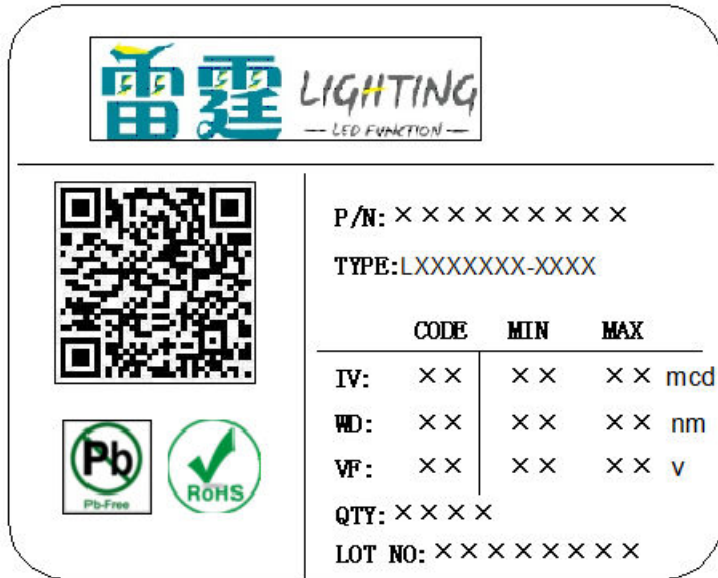 雷霆 LIGHTING
LED FUNCTION
P/N: ×××××××××
TYPE:LXXXXXXX-XXXX
CODE MIN MAX
IV: ×× ×× ×× mcd
WD: ×× ×× ×× nm
VF: ×× ×× ×× v
QTY: ××××
LOT NO: ××××××××
Pb
Pb-Free
RoHS